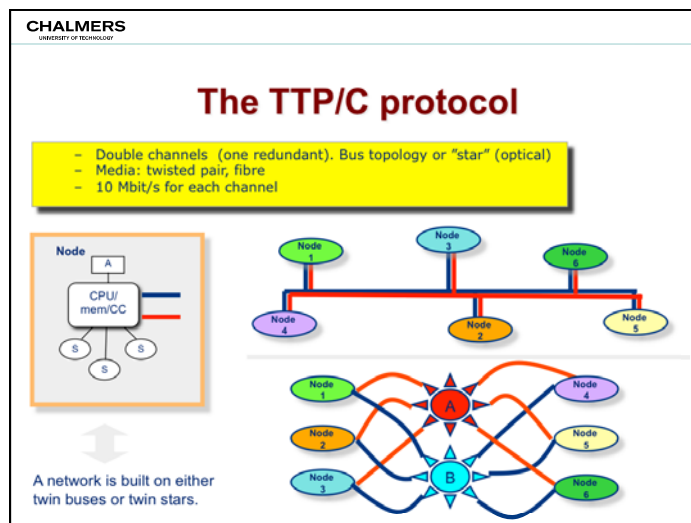 CHALMERS
UNIVERSITY OF TECHNOLOGY
The TTP/C protocol
– Double channels (one redundant). Bus topology or ”star” (optical)
– Media: twisted pair, fibre
– 10 Mbit/s for each channel
Node
A
CPU/
mem/CC
S
S
S
A network is built on either
twin buses or twin stars.
Node
1
Node
3
Node
6
Node
4
Node
2
Node
5
Node
1
Node
2
Node
3
A
B
Node
4
Node
5
Node
6